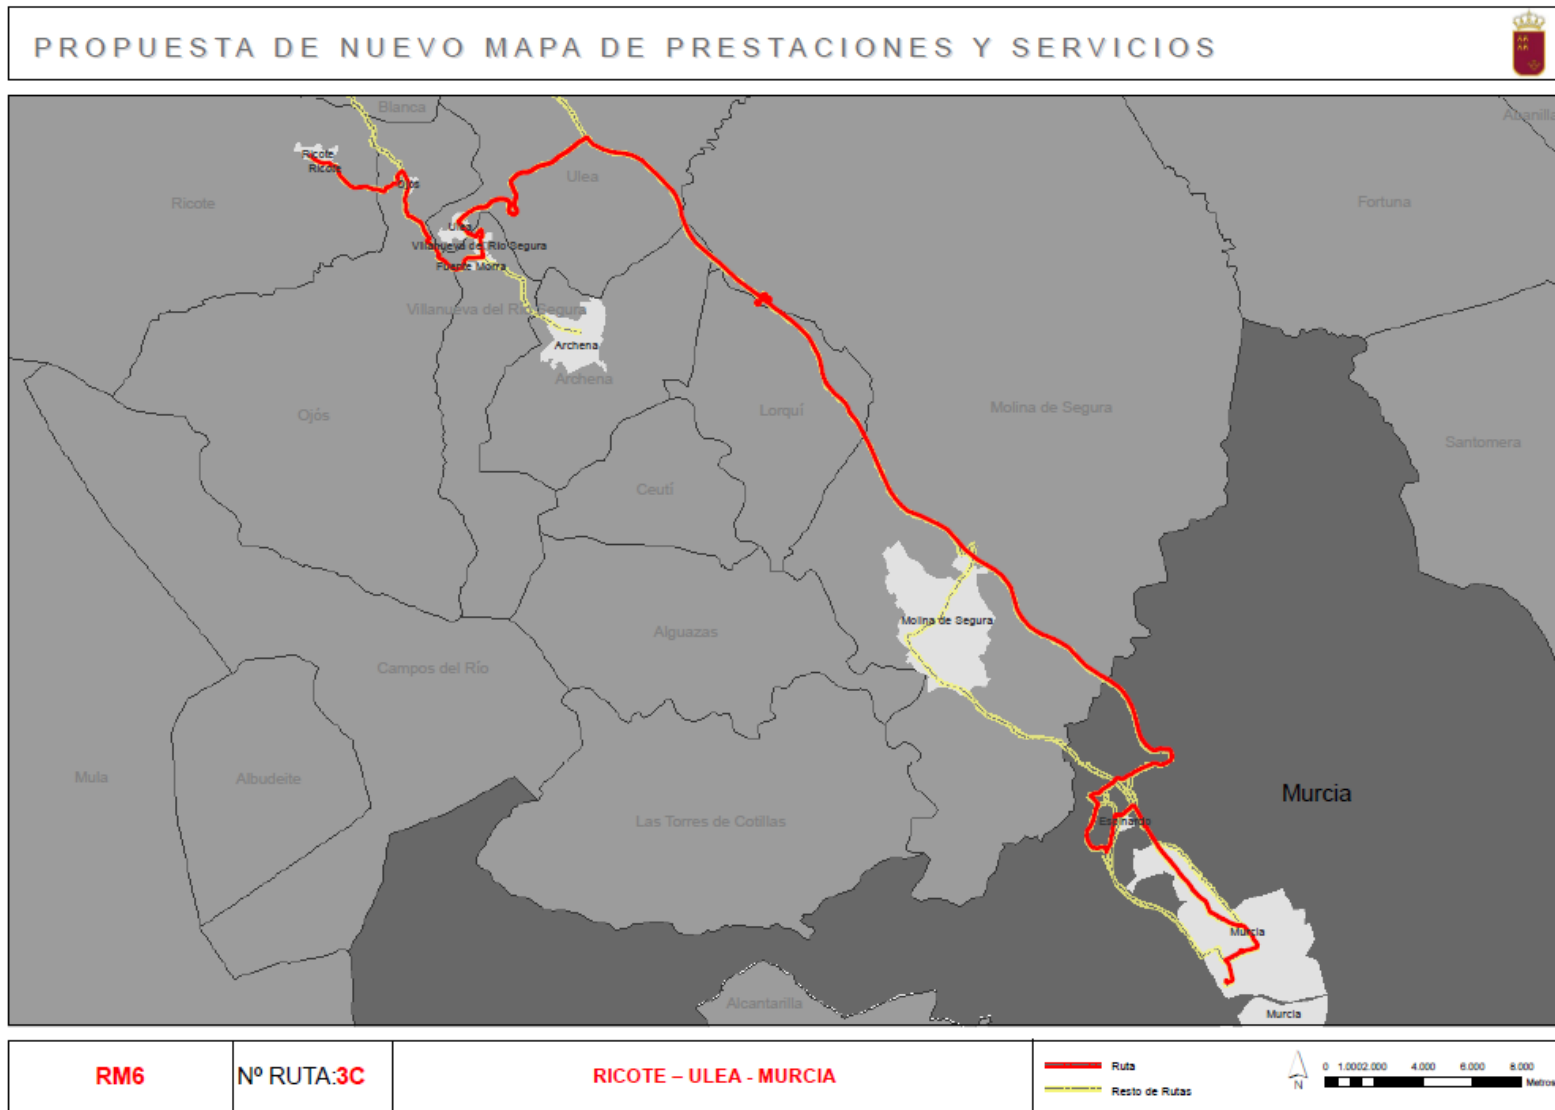 PROPUESTA DE NUEVO MAPA DE PRESTACIONES Y SERVICIOS
Blanca
Abanilla
Ricote
Ricote
Ojós
Ulea
Ricote
Fortuna
Ulea
Villanueva del Río Segura
Fuente Morra
Villanueva del Río Segura
Archena
Archena
Ojós
Lorquí
Molina de Segura
Santomera
Ceutí
Molina de Segura
Alguazas
Campos del Río
Mula
Albudeite
Murcia
Las Torres de Cotillas
Espinardo
Murcia
Alcantarilla
Murcia
RM6
Nº RUTA:3C
RICOTE – ULEA - MURCIA
Ruta
Resto de Rutas
N
0 1.0002.000 4.000 6.000 8.000
Metros